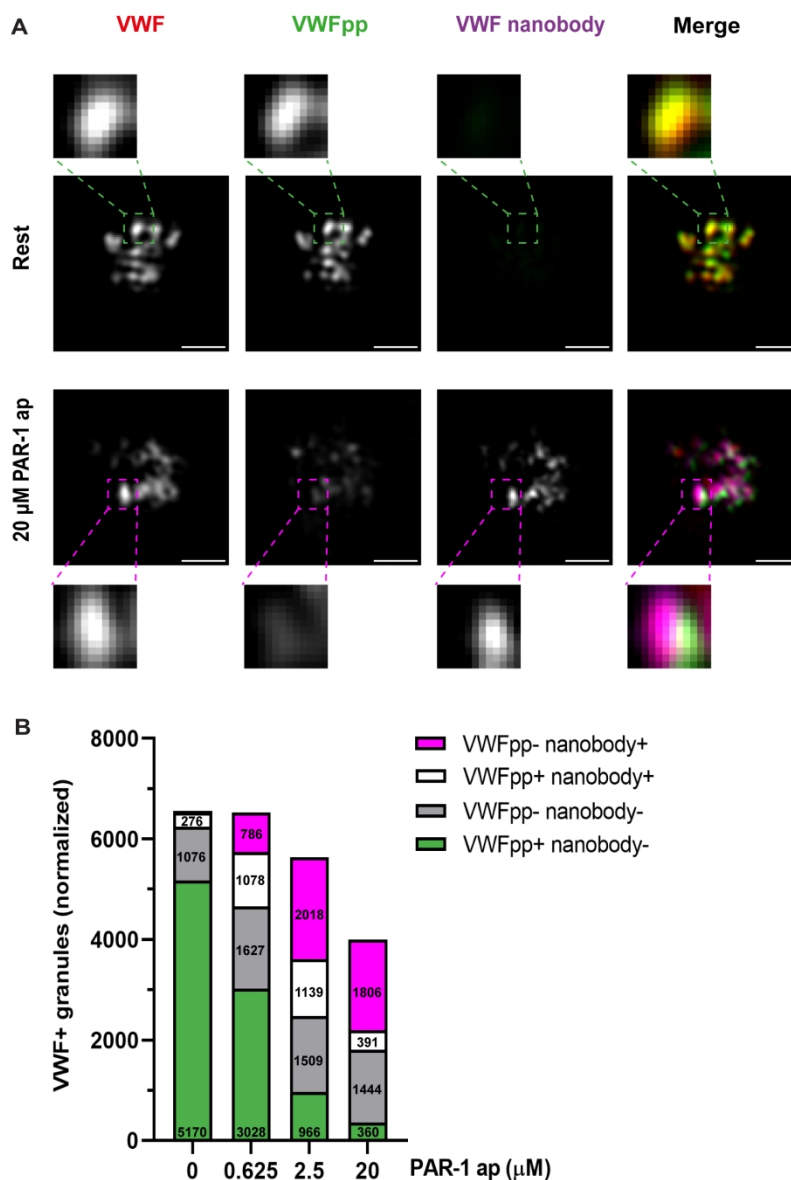 A
VWF VWFpp VWF nanobody Merge
Rest
20 µM PAR-1 ap
B
VWF+ granules (normalized)
8000
6000
4000
2000
0
276
1076
5170
786
1078
1627
3028
2018
1139
1509
966
1806
391
1444
360
0 0.625 2.5 20 PAR-1 ap (µM)
VWFpp- nanobody+
VWFpp+ nanobody+
VWFpp- nanobody-
VWFpp+ nanobody-